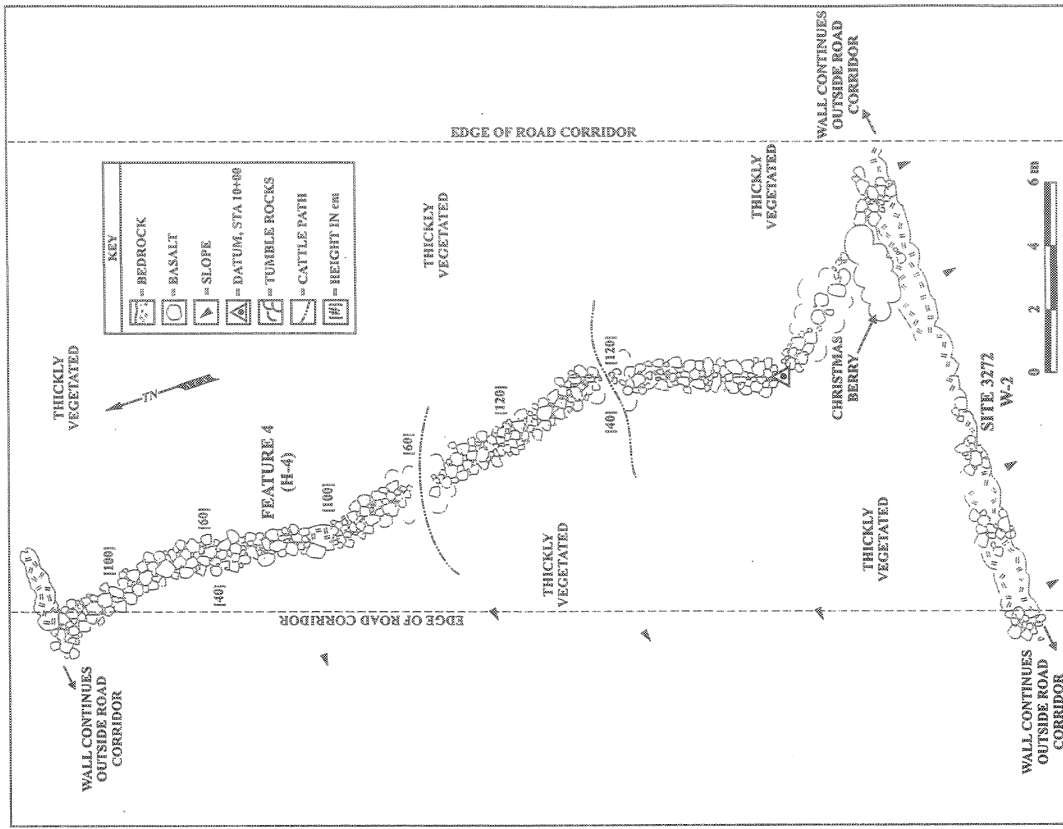 THICKLY
VEGETATED
TN
WALL CONTINUES
OUTSIDE ROAD
CORRIDOR
KEY
= BEDROCK
= BASALT
= SLOPE
= DATUM, STA 10+00
= TUMBLE ROCKS
= CATTLE PATH
[#] = HEIGHT IN cm
EDGE OF ROAD CORRIDOR
FEATURE 4
(H-4)
[100]
[60]
[40]
[100]
[60]
[120]
[120]
[40]
THICKLY
VEGETATED
THICKLY
VEGETATED
EDGE OF ROAD CORRIDOR
WALL CONTINUES
OUTSIDE ROAD
CORRIDOR
THICKLY
VEGETATED
THICKLY
VEGETATED
CHRISTMAS
BERRY
SITE 3272
W-2
0 2 4 6 m
WALL CONTINUES
OUTSIDE ROAD
CORRIDOR